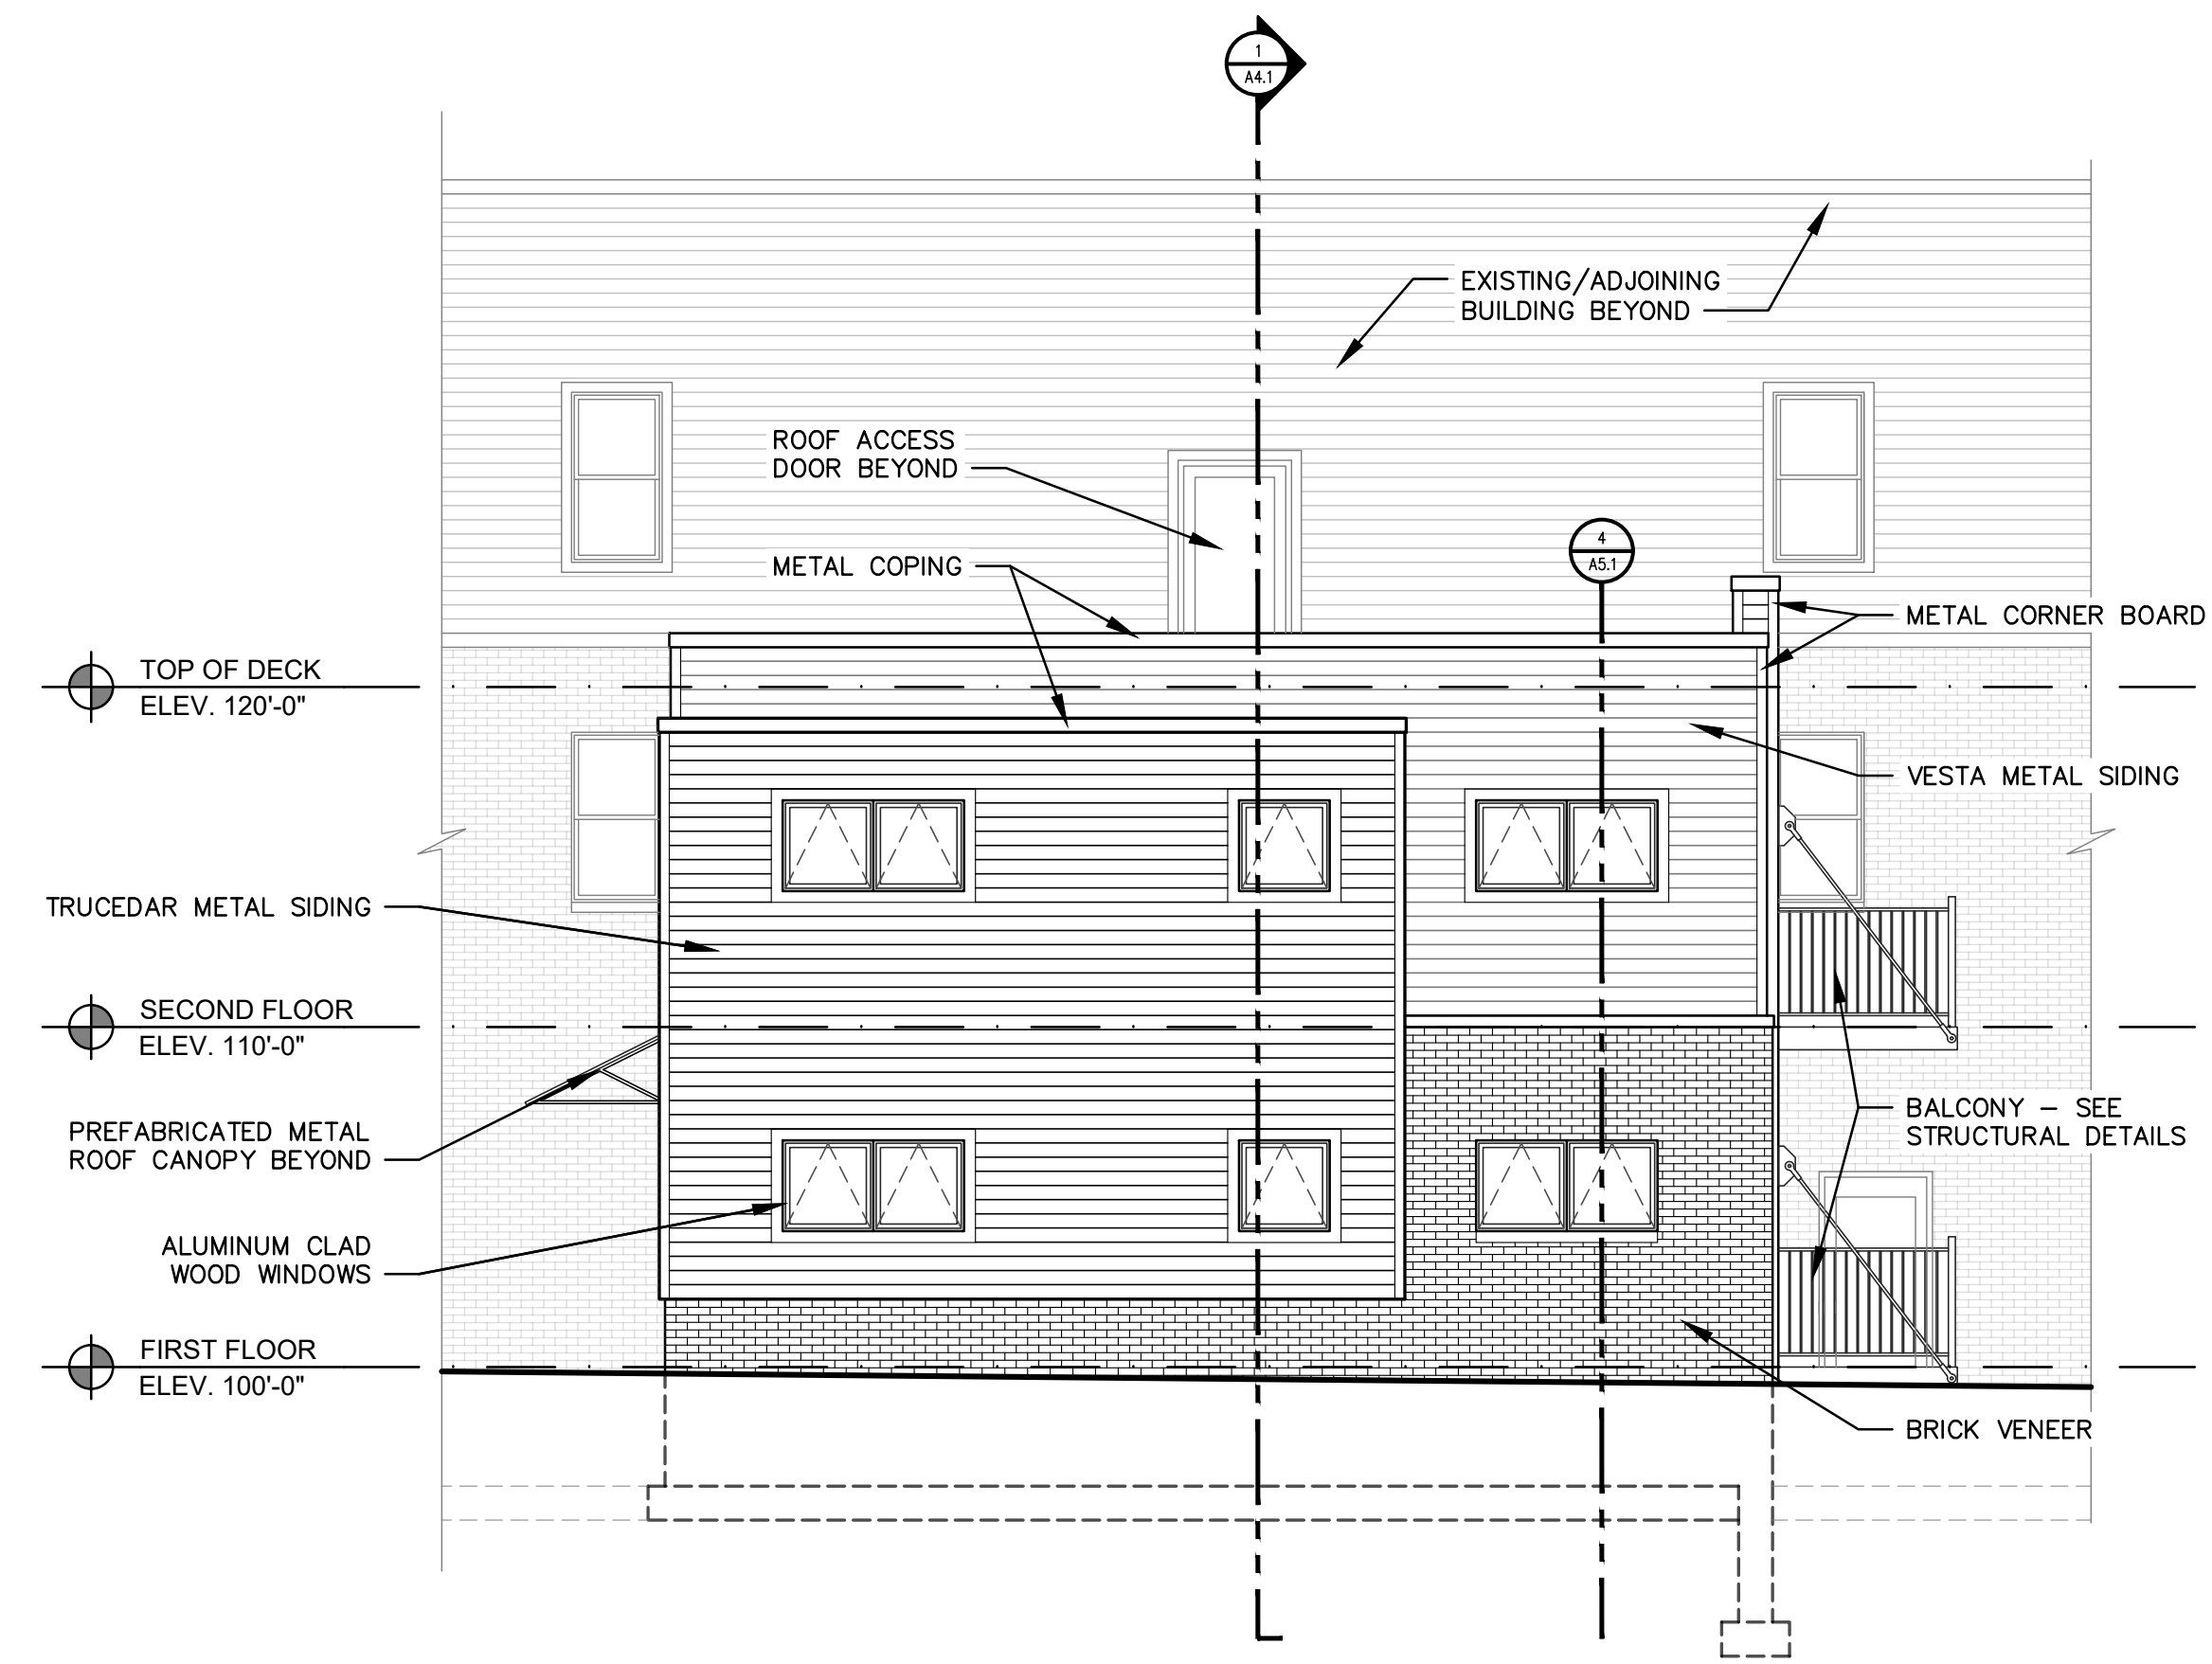 1
A4.1
EXISTING/ADJOINING
BUILDING BEYOND
ROOF ACCESS
DOOR BEYOND
4
A5.1
METAL COPING
METAL CORNER BOARD
TOP OF DECK
ELEV. 120'-0"
VESTA METAL SIDING
TRUCEDAR METAL SIDING
SECOND FLOOR
ELEV. 110'-0"
PREFABRICATED METAL
ROOF CANOPY BEYOND
BALCONY – SEE
STRUCTURAL DETAILS
ALUMINUM CLAD
WOOD WINDOWS
FIRST FLOOR
ELEV. 100'-0"
BRICK VENEER